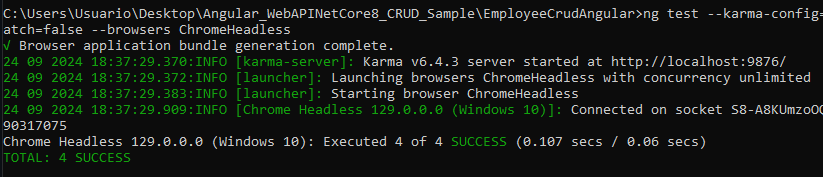 C:\Users\Usuario\Desktop\Angular_WebAPINetCore8_CRUD_Sample\EmployeeCrudAngular>ng test --karma-config=
atch=false --browsers ChromeHeadless
√ Browser application bundle generation complete.
24 09 2024 18:37:29.370:INFO [karma-server]: Karma v6.4.3 server started at http://localhost:9876/
24 09 2024 18:37:29.372:INFO [launcher]: Launching browsers ChromeHeadless with concurrency unlimited
24 09 2024 18:37:29.383:INFO [launcher]: Starting browser ChromeHeadless
24 09 2024 18:37:29.909:INFO [Chrome Headless 129.0.0.0 (Windows 10)]: Connected on socket
90317075
Chrome Headless 129.0.0.0 (Windows 10): Executed 4 of 4 SUCCESS (0.107 secs / 0.06 secs)
TOTAL: 4 SUCCESS